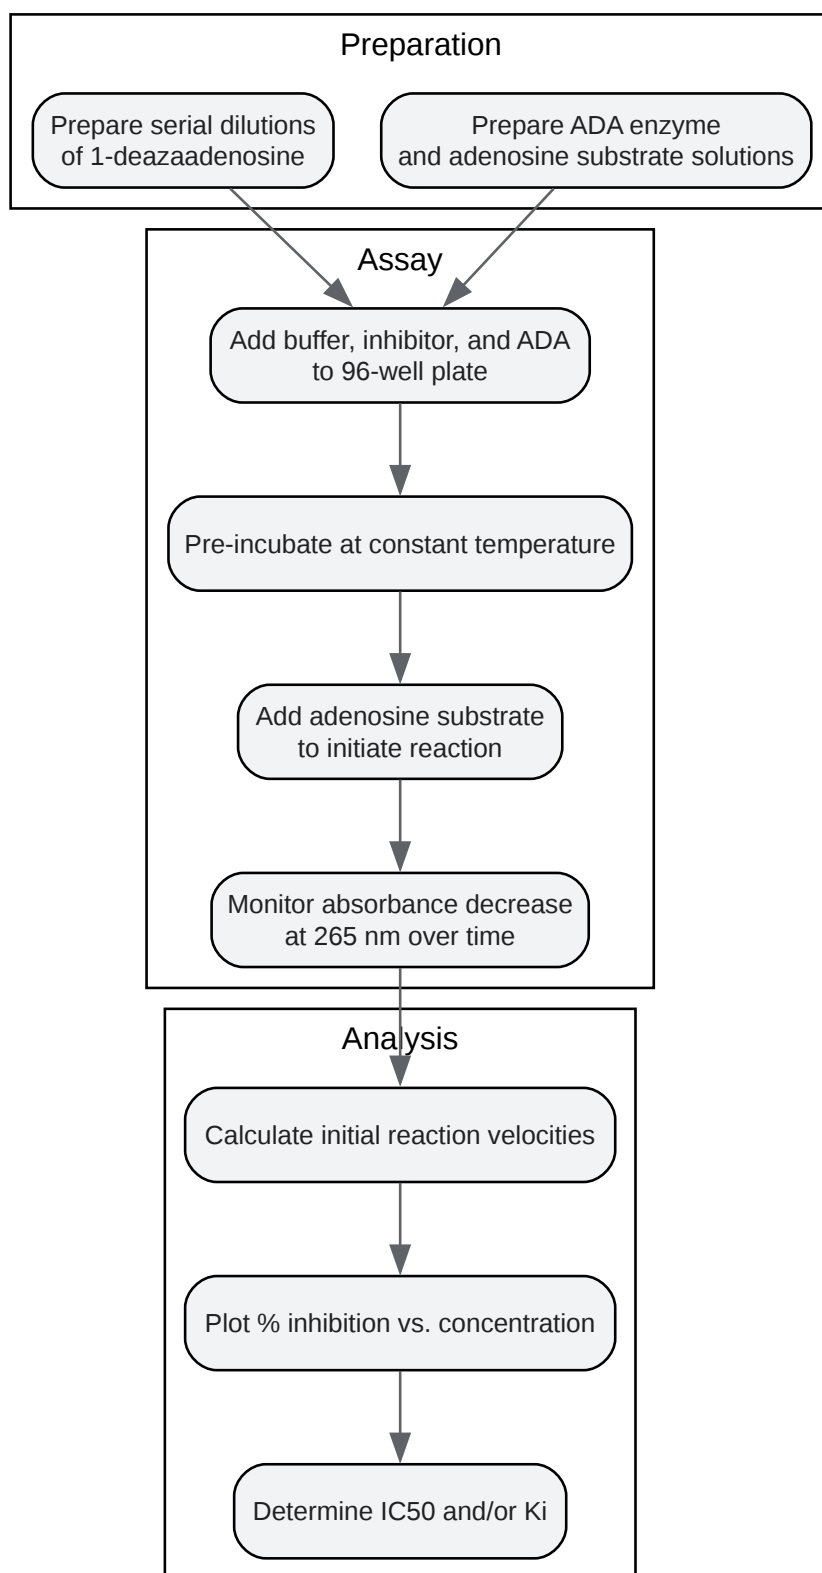 Preparation
Prepare serial dilutions
of 1-deazaadenosine
Prepare ADA enzyme
and adenosine substrate solutions
Assay
Add buffer, inhibitor, and ADA
to 96-well plate
Pre-incubate at constant temperature
Add adenosine substrate
to initiate reaction
Monitor absorbance decrease
at 265 nm over time
Analysis
Calculate initial reaction velocities
Plot % inhibition vs. concentration
Determine IC50 and/or Ki